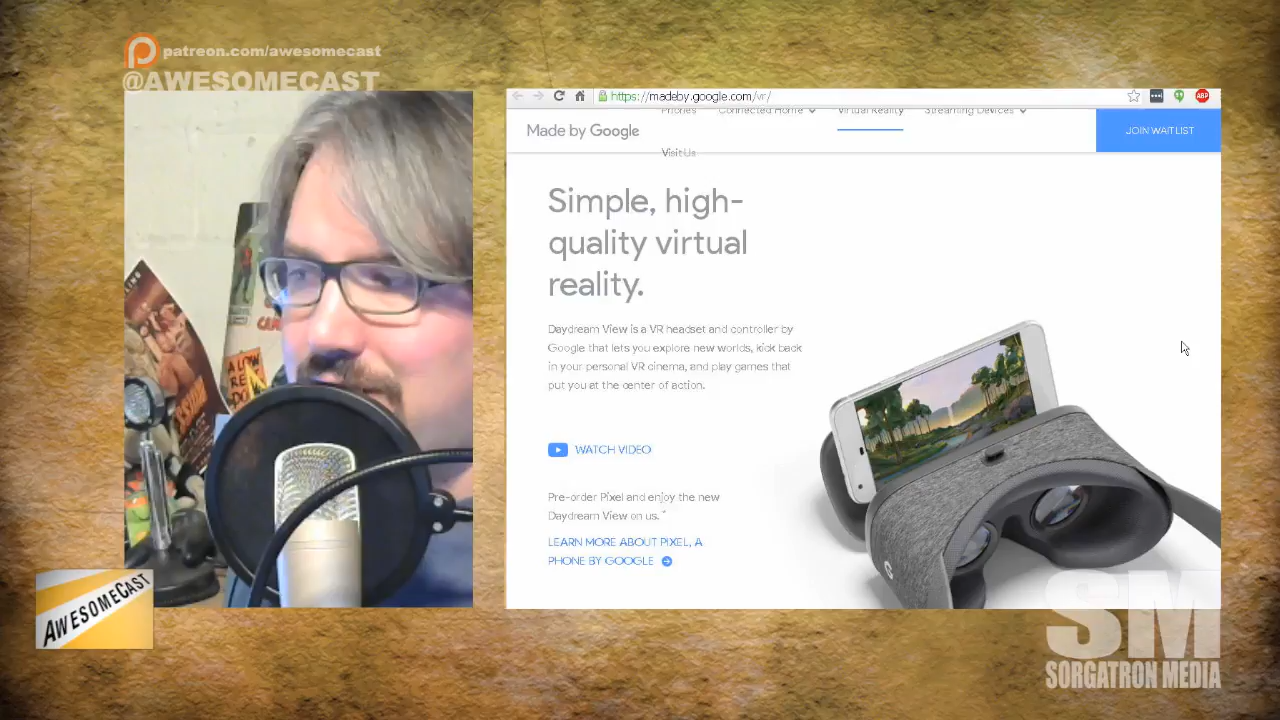 patreon.com/awesomecast
@AWESOMECAST
https://madeby.google.com/vr/
ABP
Made by Google
Phones
Connected Home
Virtual Reality
Streaming Devices
JOIN WAITLIST
Visit Us
Simple, high-
quality virtual
reality.
Daydream View is a VR headset and controller by
Google that lets you explore new worlds, kick back
in your personal VR cinema, and play games that
put you at the center of action.
WATCH VIDEO
Pre-order Pixel and enjoy the new
Daydream View on us.*
LEARN MORE ABOUT PIXEL, A
PHONE BY GOOGLE
AWESOMECAST
SM
SORGATRON MEDIA